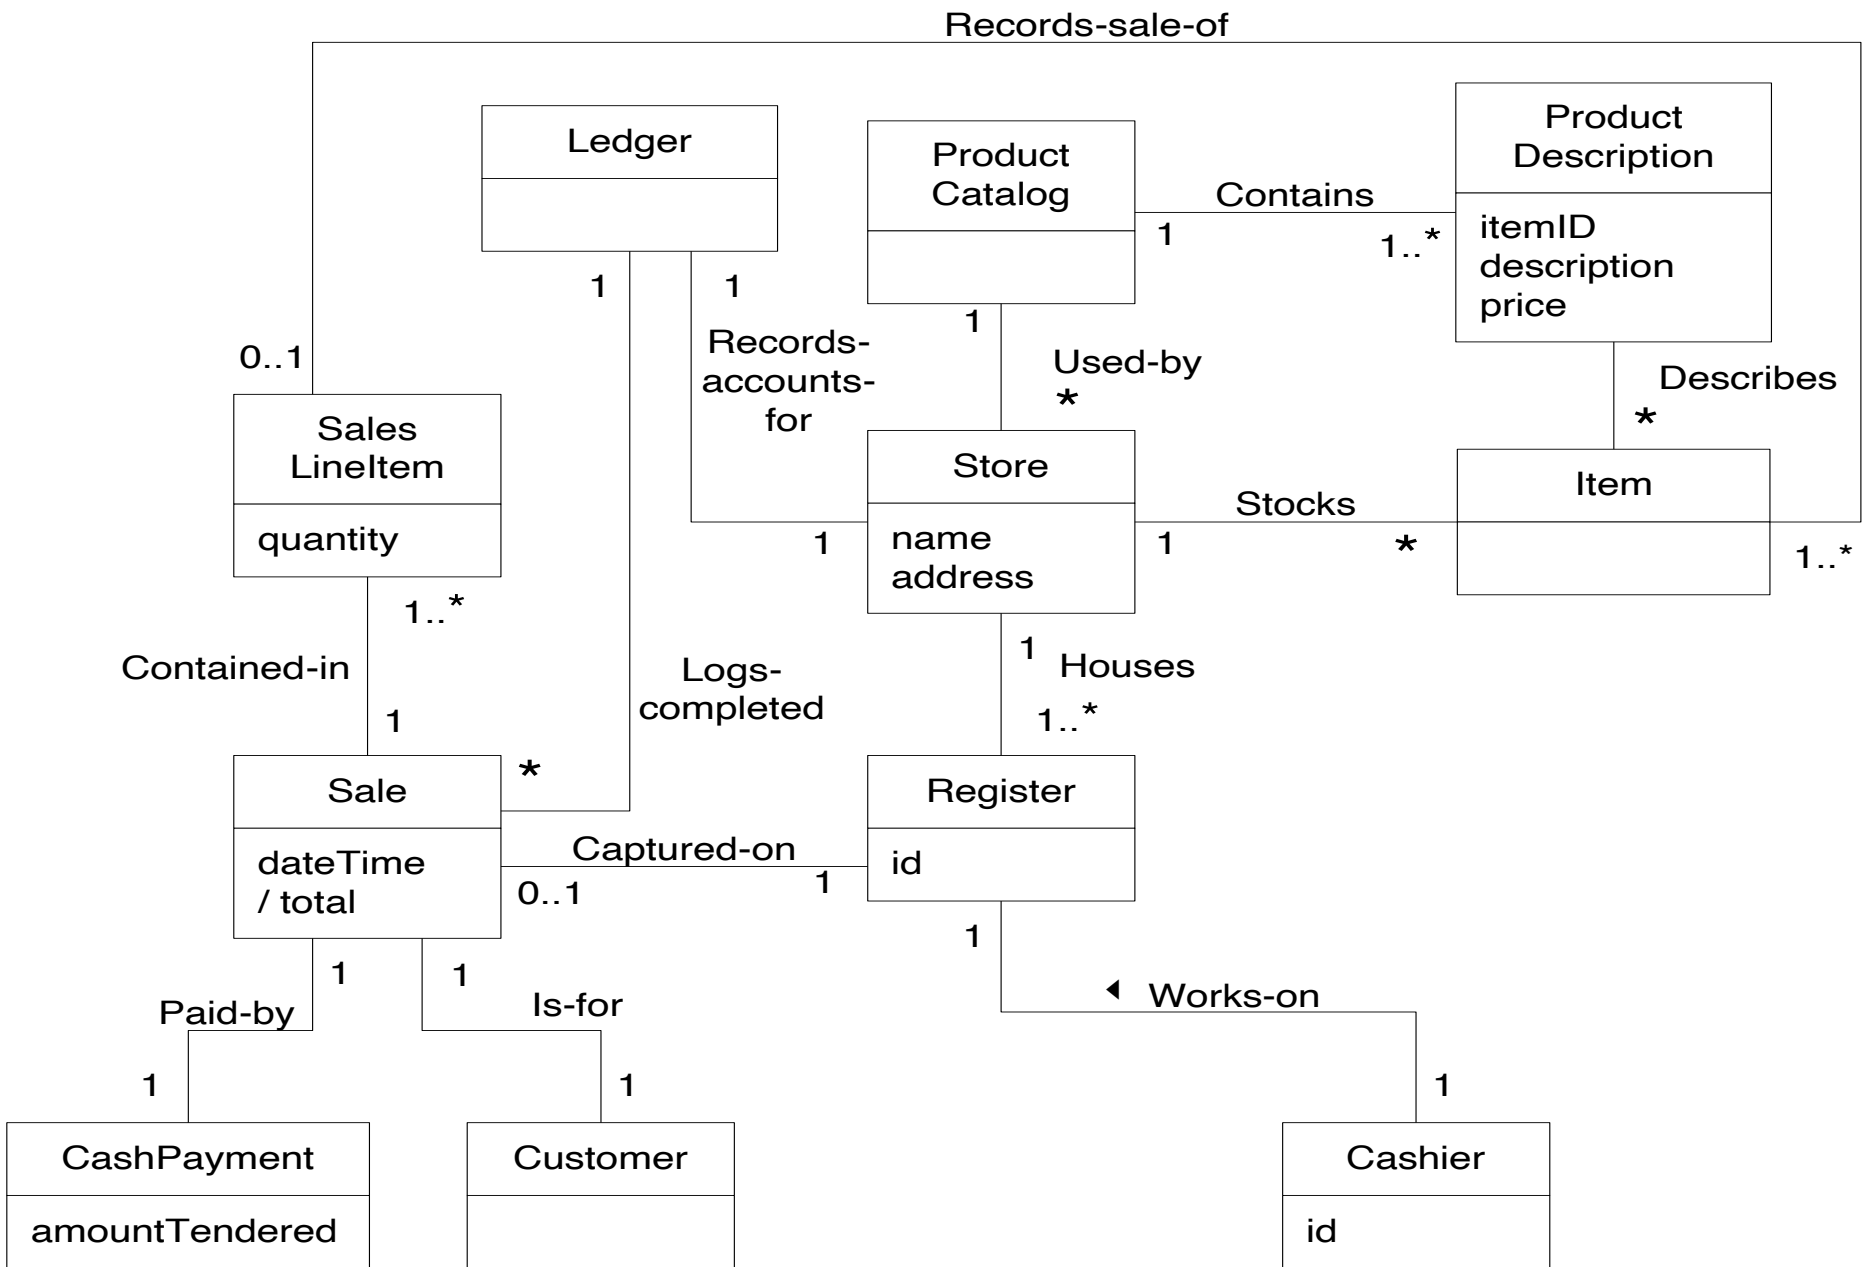 Records-sale-of
Ledger
Product
Catalog
Product
Description
itemID
description
price
Contains
1
1..*
1
1
1
0..1
Records-
accounts-
for
Used-by
*
Describes
*
Sales
LineItem
quantity
Store
name
address
Stocks
1
1
*
Item
1..*
1..*
Contained-in
1
Logs-
completed
*
1
Houses
1..*
Sale
dateTime
/ total
Captured-on
0..1
1
Register
id
1
1
1
Paid-by
Is-for
Works-on
1
1
1
CashPayment
amountTendered
Customer
Cashier
id